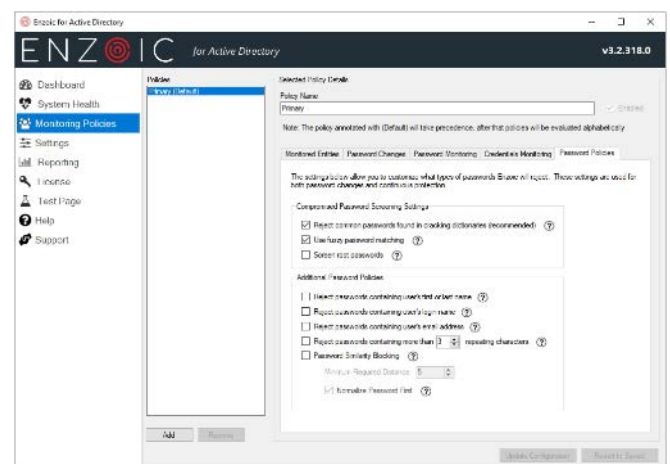 Enzoic for Active Directory
ENZOIC for Active Directory
v3.2.318.0
Dashboard
System Health
Monitoring Policies
Settings
Reporting
License
Test Page
Help
Support
Policies
Primary (Default)
Add
Remove
Selected Policy Details
Policy Name
Primary
Enabled
Note: The policy annotated with (Default) will take precedence, after that policies will be evaluated alphabetically
Monitored Entities Password Changes Password Monitoring Credentials Monitoring Password Policies
The settings below allow you to customize what types of passwords Enzoic will reject. These settings are used for
both password changes and continuous protection.
Compromised Password Screening Settings
Reject common passwords found in cracking dictionaries (recommended) ?
Use fuzzy password matching ?
Screen root passwords ?
Additional Password Policies
Reject passwords containing user's first or last name ?
Reject passwords containing user's login name ?
Reject passwords containing user's email address ?
Reject passwords containing more than 3 repeating characters ?
Password Similarity Blocking ?
Minimum Required Distance 5
Normalize Password First ?
Update Configuration
Revert to Saved